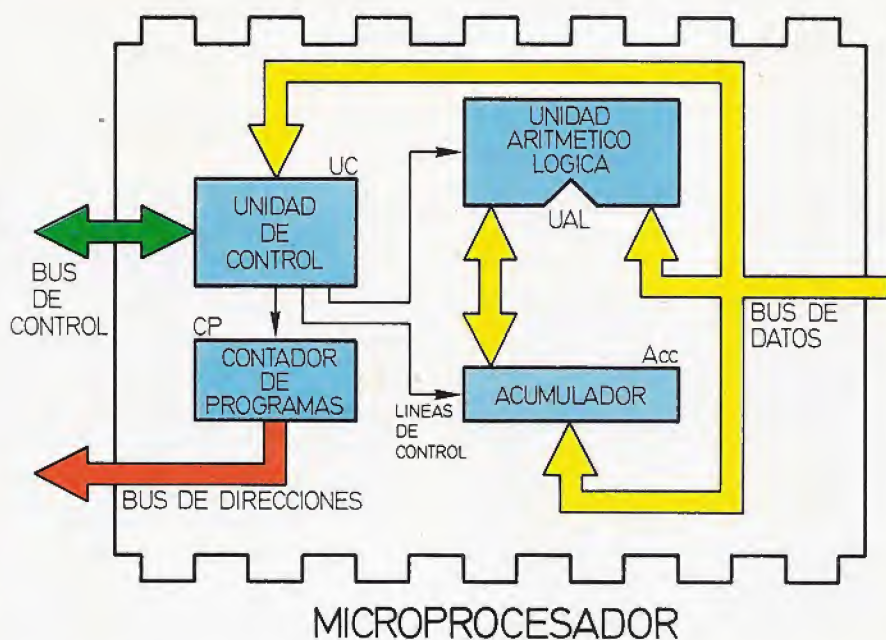 UC
UNIDAD
DE
CONTROL
UNIDAD
ARITMETICO
LOGICA
UAL
BUS
DE
CONTROL
CP
CONTADOR
DE
PROGRAMAS
LINEAS
DE
CONTROL
Acc
ACUMULADOR
BUS DE
DATOS
BUS DE DIRECCIONES
MICROPROCESADOR